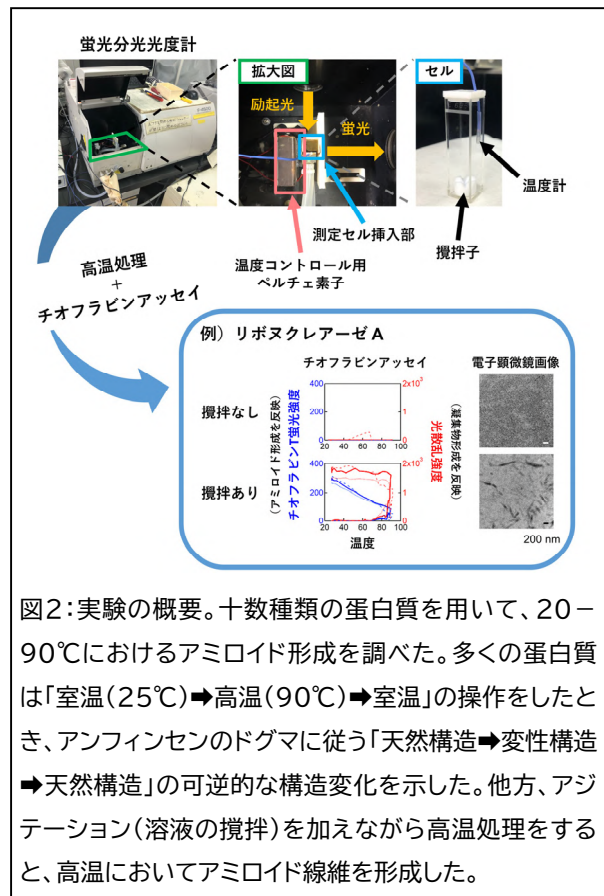 蛍光分光光度計
拡大図
セル
励起光
蛍光
温度計
測定セル挿入部
攪拌子
温度コントロール用
ペルチェ素子
高温処理
+
チオフラビンアッセイ
例）リボヌクレアーゼA
チオフラビンアッセイ
電子顕微鏡画像
攪拌なし
攪拌あり
チオフラビンT蛍光強度
（アミロイド形成を反映）
400
200
0
20 40 60 80 100
2×10³
1
0
400
200
0
20 40 60 80 100
2×10³
1
0
光散乱強度
（凝集物形成を反映）
温度
200 nm
図2：実験の概要。十数種類の蛋白質を用いて、20－
90℃におけるアミロイド形成を調べた。多くの蛋白質
は「室温（25℃）➡高温（90℃）➡室温」の操作をしたと
き、アンフィンセンのドグマに従う「天然構造➡変性構造
➡天然構造」の可逆的な構造変化を示した。他方、アジ
テーション（溶液の攪拌）を加えながら高温処理をする
と、高温においてアミロイド線維を形成した。